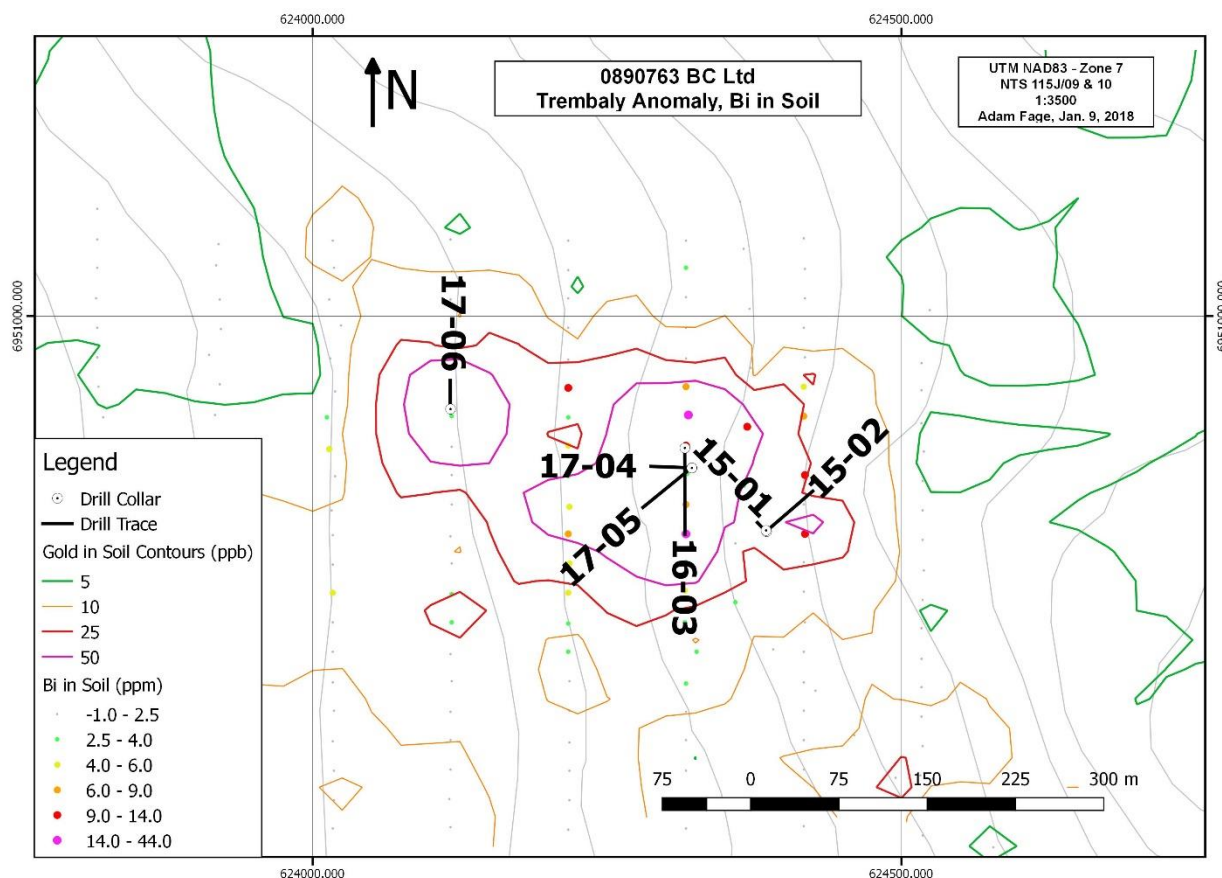 624000.000
624500.000
N
0890763 BC Ltd
Trembaly Anomaly, Bi in Soil
UTM NAD83 - Zone 7
NTS 115J/09 & 10
1:3500
Adam Fage, Jan. 9, 2018
6951000.000
6951000.000
17-06
17-04
17-05
16-03
15-01
15-02
Legend
Drill Collar
Drill Trace
Gold in Soil Contours (ppb)
5
10
25
50
Bi in Soil (ppm)
-1.0 - 2.5
2.5 - 4.0
4.0 - 6.0
6.0 - 9.0
9.0 - 14.0
14.0 - 44.0
75 0 75 150 225 300 m
624000.000
624500.000